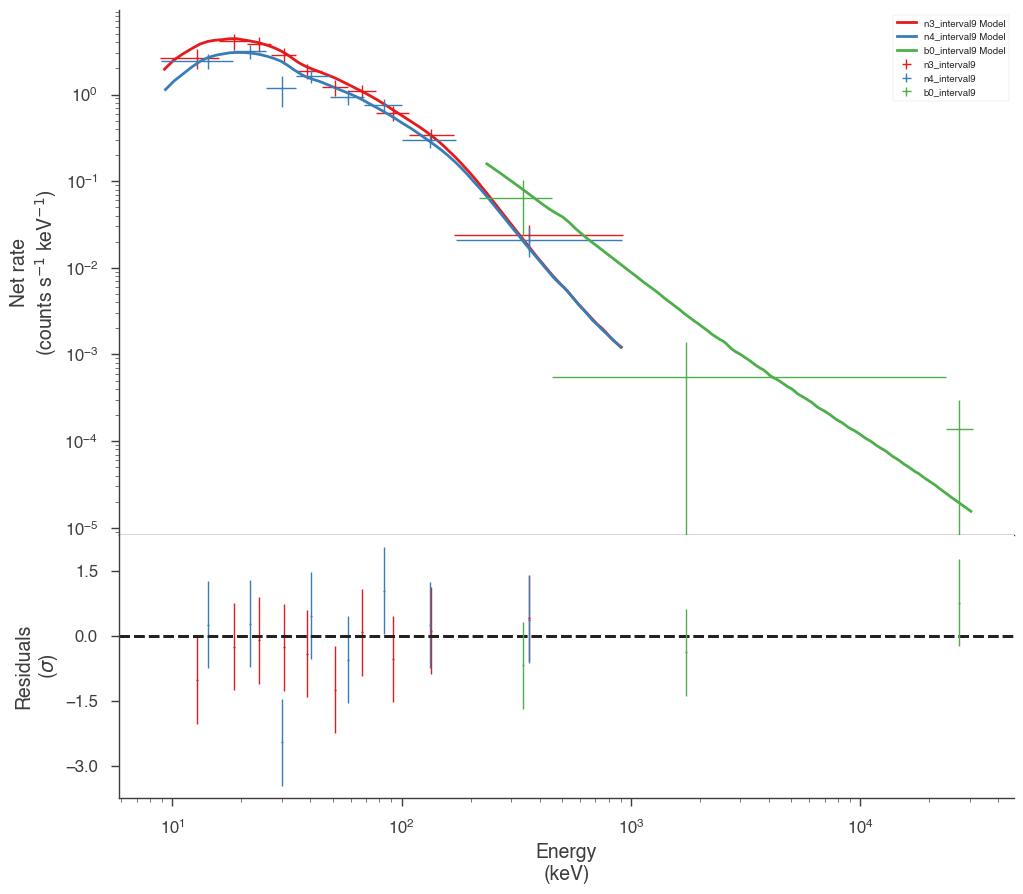 n3_interval9 Model
n4_interval9 Model
b0_interval9 Model
n3_interval9
n4_interval9
b0_interval9
Net rate
(counts s⁻¹ keV⁻¹)
10⁰
10⁻¹
10⁻²
10⁻³
10⁻⁴
10⁻⁵
Residuals
(σ)
1.5
0.0
−1.5
−3.0
10¹
10²
10³
10⁴
Energy
(keV)